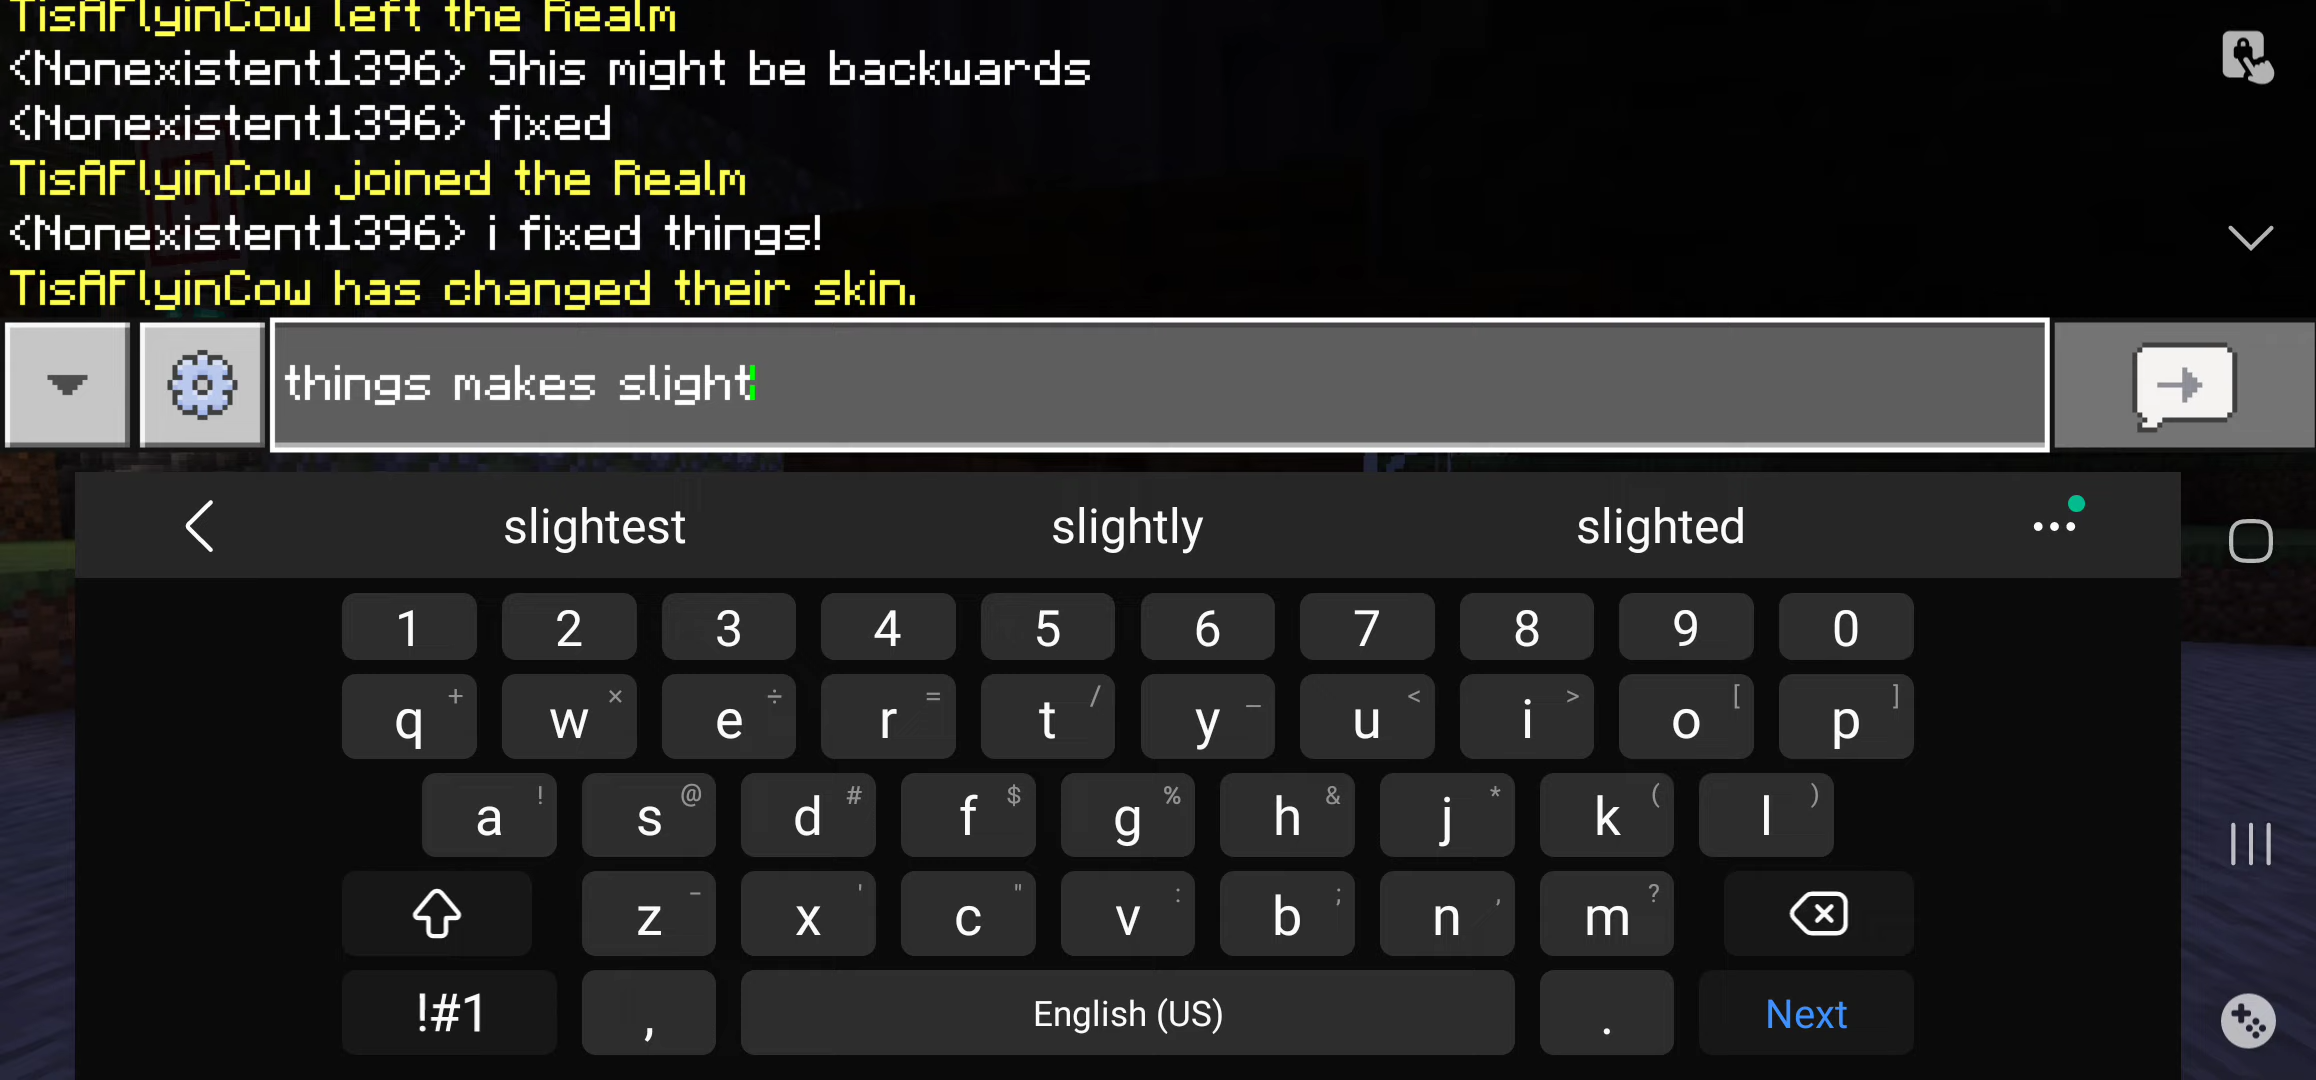 TisAFlyinCow left the Realm
<Nonexistent1396> 5his might be backwards
<Nonexistent1396> fixed
TisAFlyinCow joined the Realm
<Nonexistent1396> i fixed things!
TisAFlyinCow has changed their skin.
things makes slight
slightest slightly slighted
1 2 3 4 5 6 7 8 9 0
q + w × e ÷ r = t / y _ u < i > o [ p ]
a ! s @ d # f $ g % h & j * k ( l )
z - x ' c " v : b ; n , m ?
!#1 , English (US) . Next